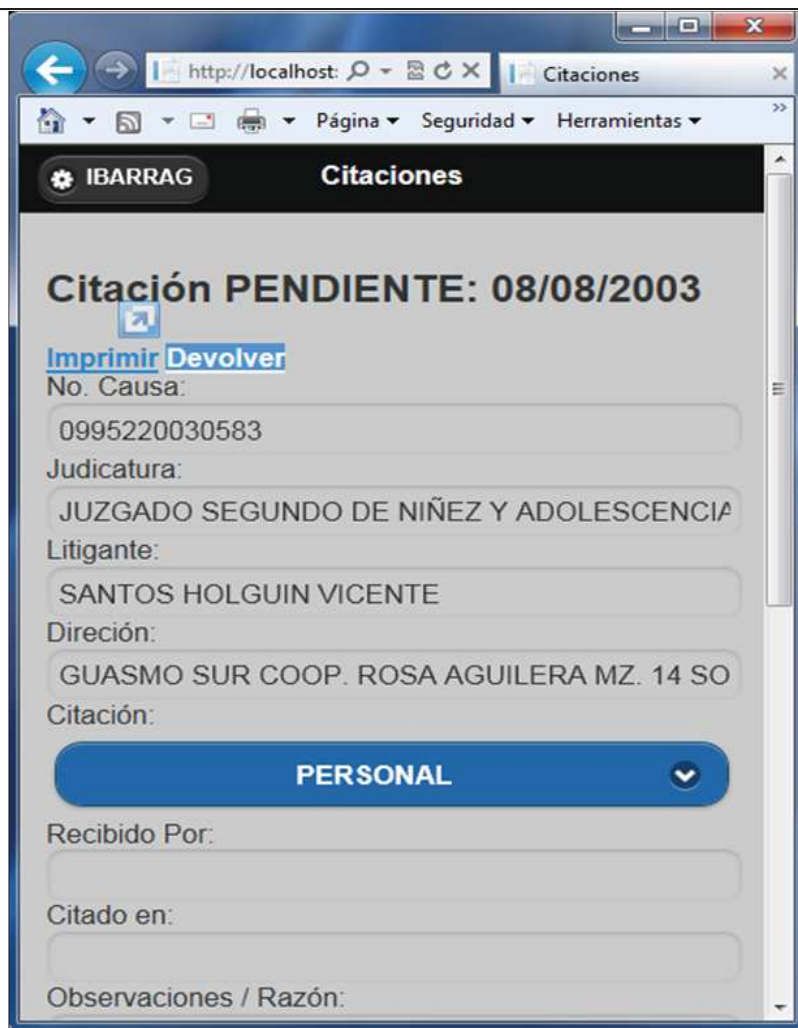 http://localhost:
Citaciones
Página Seguridad Herramientas
IBARRAG Citaciones
Citación PENDIENTE: 08/08/2003
Imprimir Devolver
No. Causa:
0995220030583
Judicatura:
JUZGADO SEGUNDO DE NIÑEZ Y ADOLESCENCIA
Litigante:
SANTOS HOLGUIN VICENTE
Direción:
GUASMO SUR COOP. ROSA AGUILERA MZ. 14 SO
Citación:
PERSONAL
Recibido Por:
Citado en:
Observaciones / Razón: